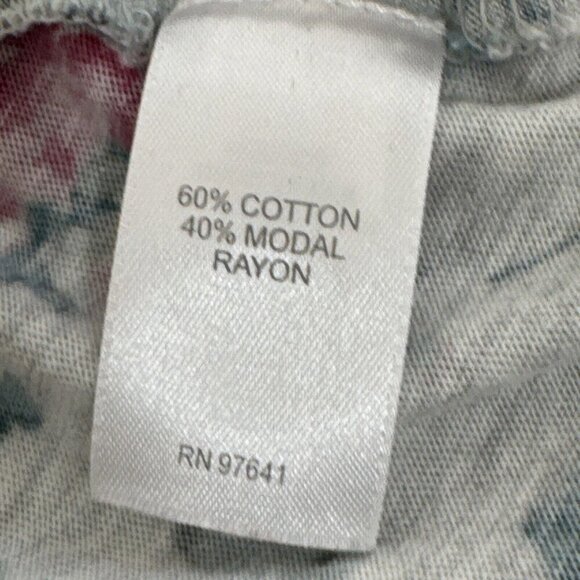 60% COTTON
40% MODAL
RAYON
RN 97641